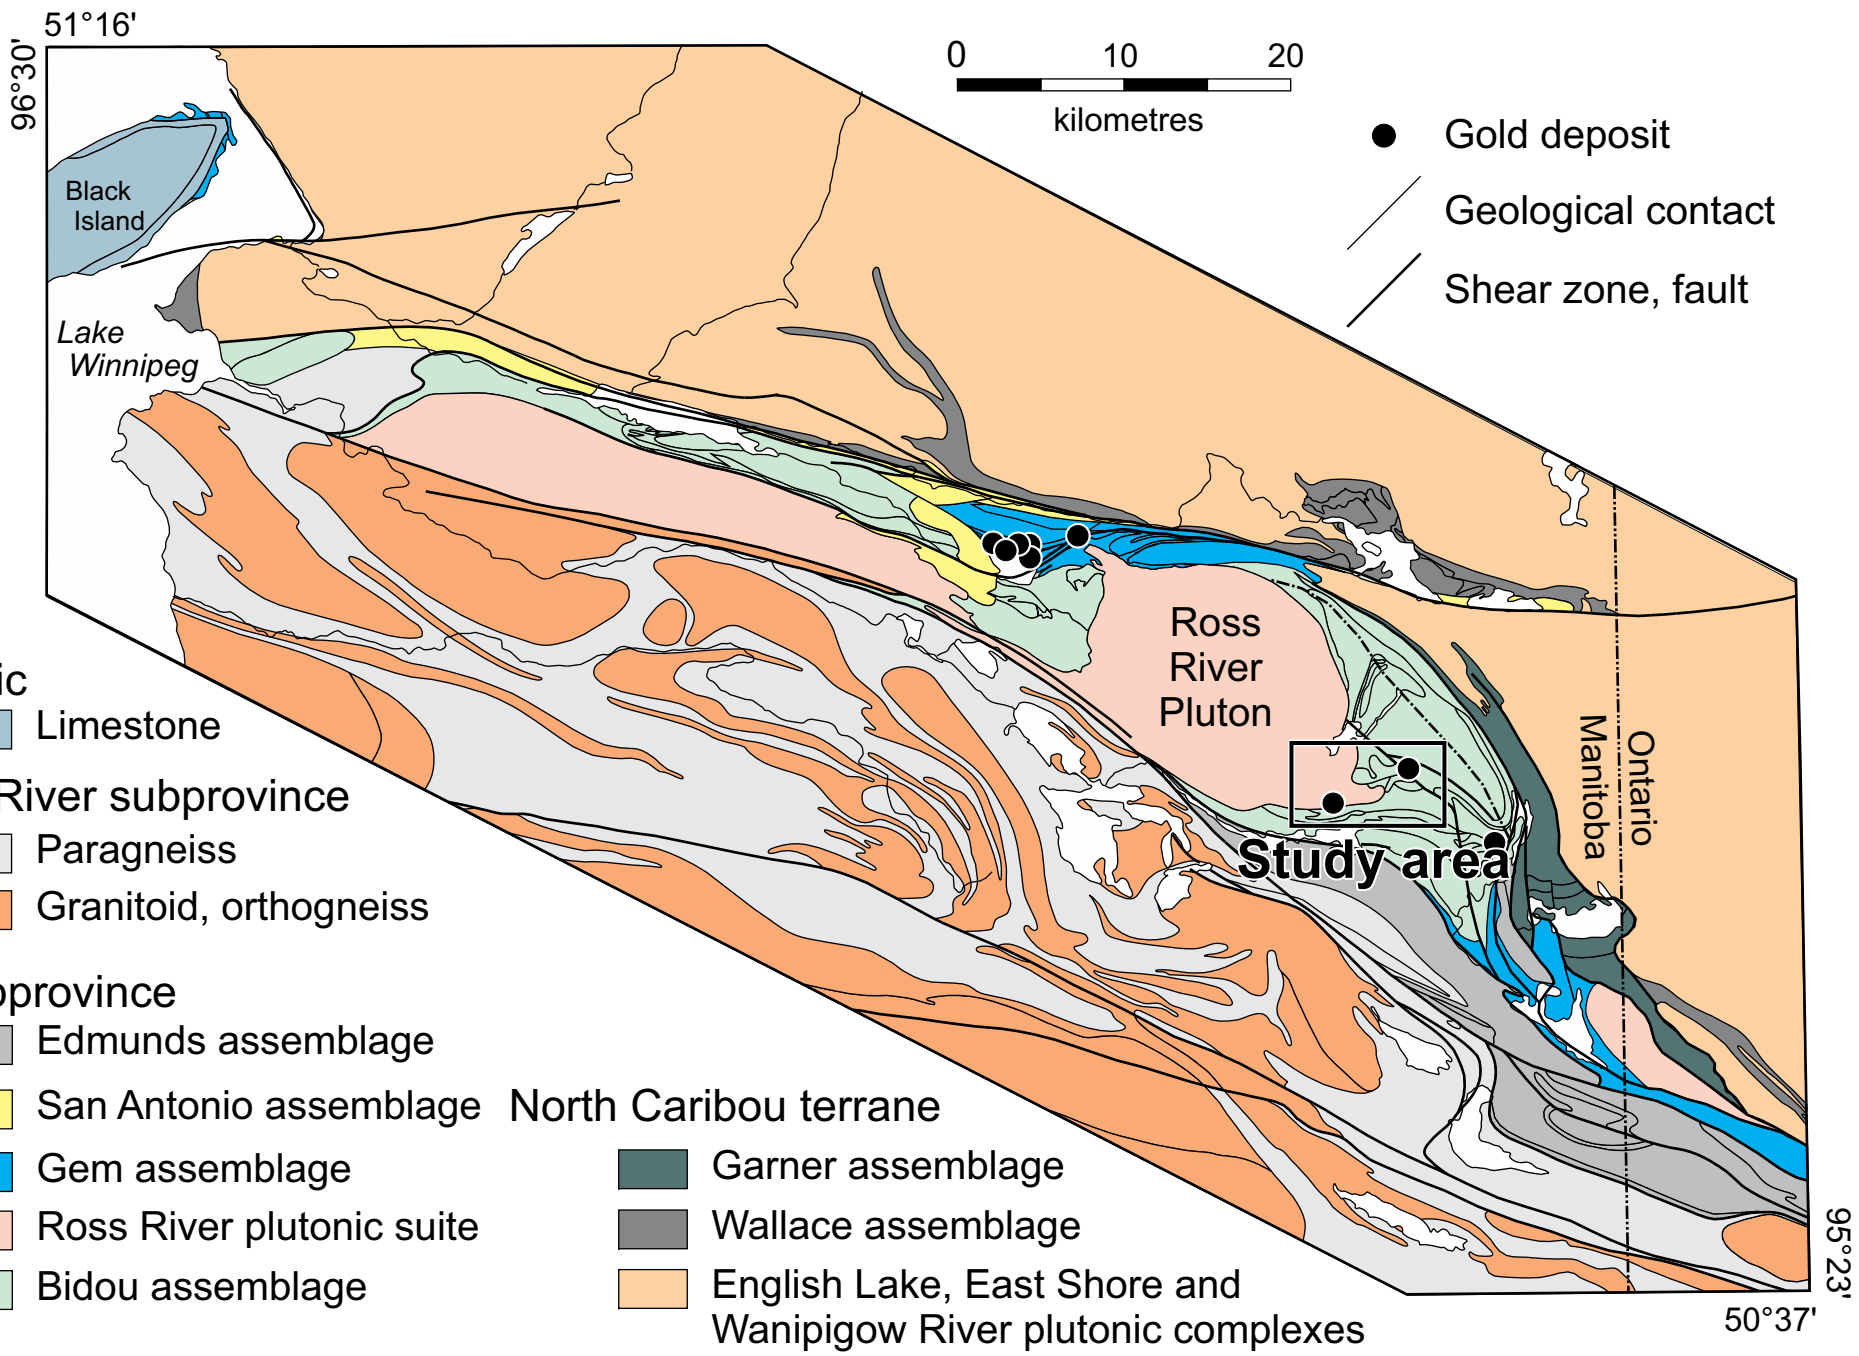 51°16'
96°30'
0 10 20
kilometres
Gold deposit
Geological contact
Shear zone, fault
Black
Island
Lake
Winnipeg
Ross
River
Pluton
Ontario
Manitoba
Study area
ic
Limestone
River subprovince
Paragneiss
Granitoid, orthogneiss
province
Edmunds assemblage
San Antonio assemblage
Gem assemblage
Ross River plutonic suite
Bidou assemblage
North Caribou terrane
Garner assemblage
Wallace assemblage
English Lake, East Shore and
Wanipigow River plutonic complexes
95°23'
50°37'